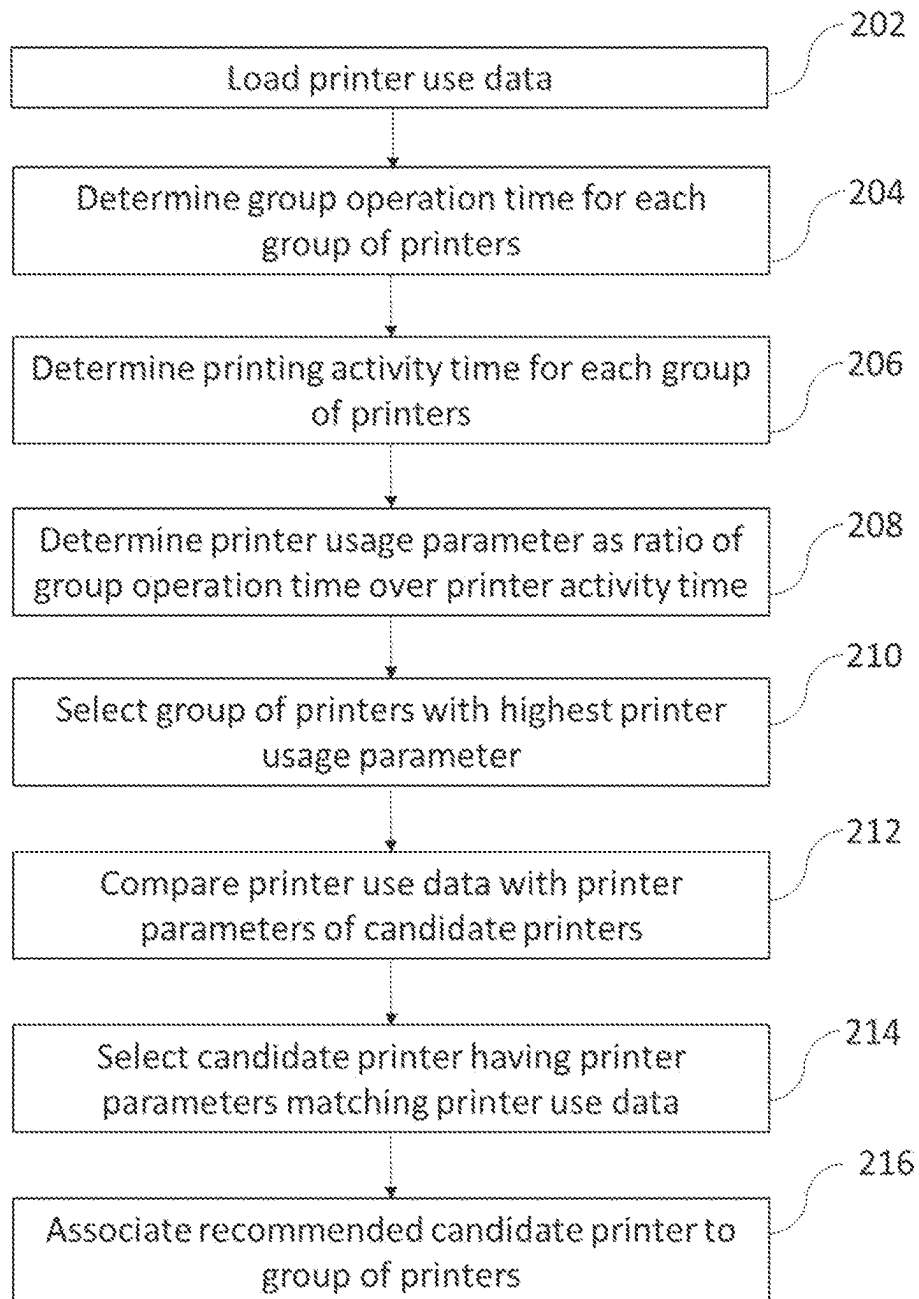 202
Load printer use data
204
Determine group operation time for each
group of printers
206
Determine printing activity time for each group
of printers
208
Determine printer usage parameter as ratio of
group operation time over printer activity time
210
Select group of printers with highest printer
usage parameter
212
Compare printer use data with printer
parameters of candidate printers
214
Select candidate printer having printer
parameters matching printer use data
216
Associate recommended candidate printer to
group of printers